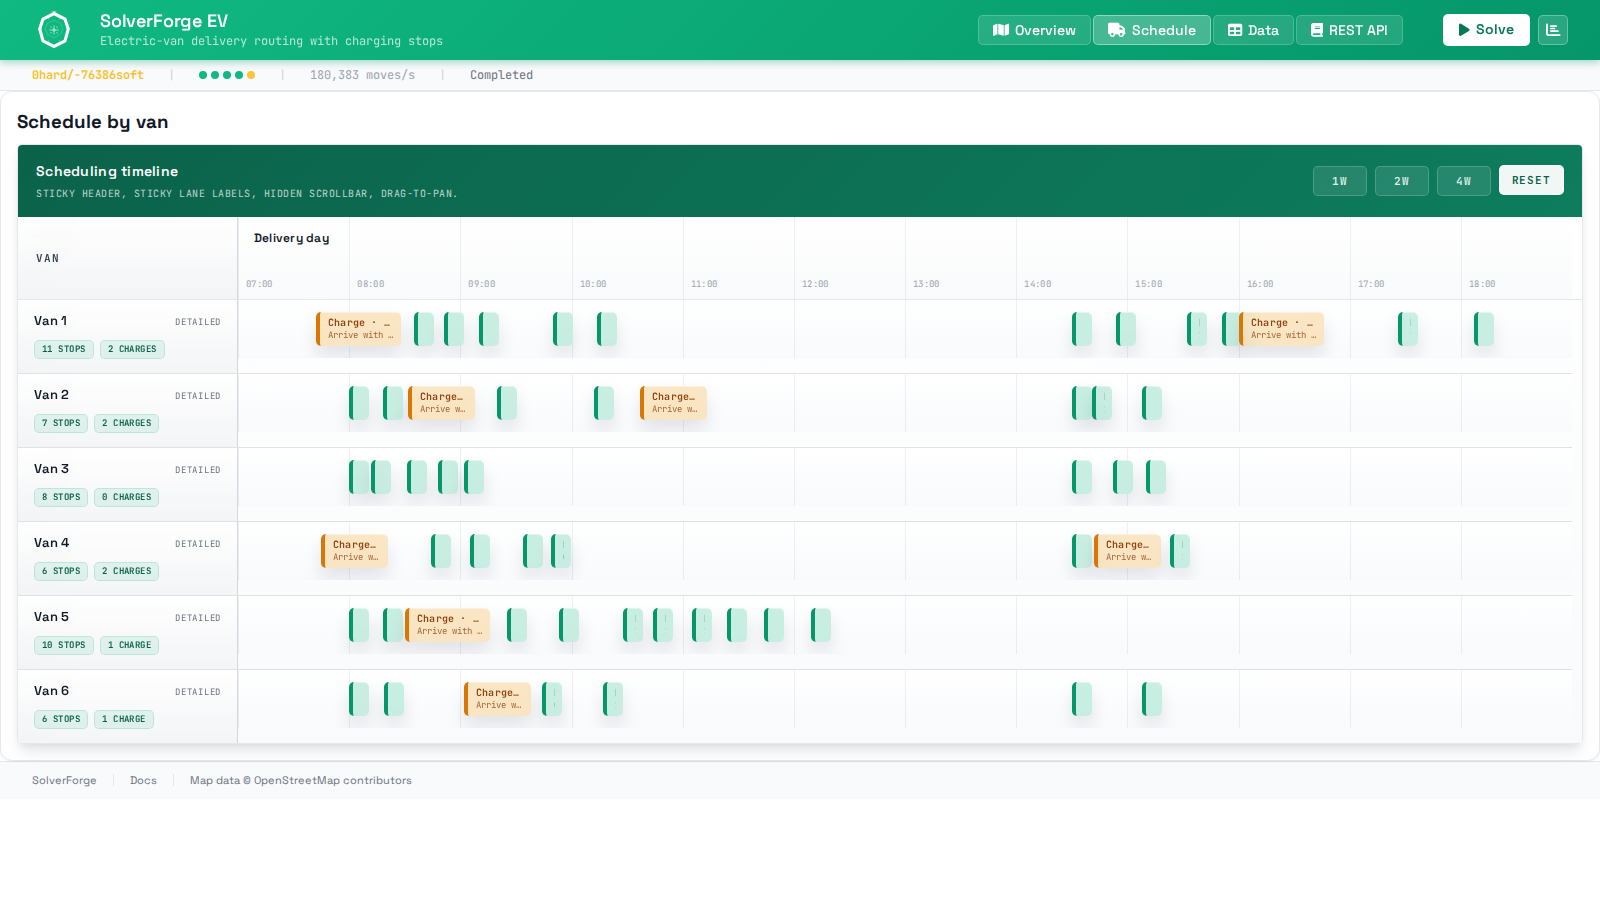 SolverForge EV
Electric-van delivery routing with charging stops
Overview
Schedule
Data
REST API
Solve
0hard/-76386soft
180,383 moves/s
Completed
Schedule by van
Scheduling timeline
STICKY HEADER, STICKY LANE LABELS, HIDDEN SCROLLBAR, DRAG-TO-PAN.
1W
2W
4W
RESET
VAN
Delivery day
07:00
08:00
09:00
10:00
11:00
12:00
13:00
14:00
15:00
16:00
17:00
18:00
Van 1
DETAILED
11 STOPS
2 CHARGES
Charge · …
Arrive with …
Charge · …
Arrive with …
Van 2
DETAILED
7 STOPS
2 CHARGES
Charge…
Arrive w…
Charge…
Arrive w…
Van 3
DETAILED
8 STOPS
0 CHARGES
Van 4
DETAILED
6 STOPS
2 CHARGES
Charge…
Arrive w…
Charge…
Arrive w…
Van 5
DETAILED
10 STOPS
1 CHARGE
Charge · …
Arrive with …
Van 6
DETAILED
6 STOPS
1 CHARGE
Charge…
Arrive w…
SolverForge
Docs
Map data © OpenStreetMap contributors